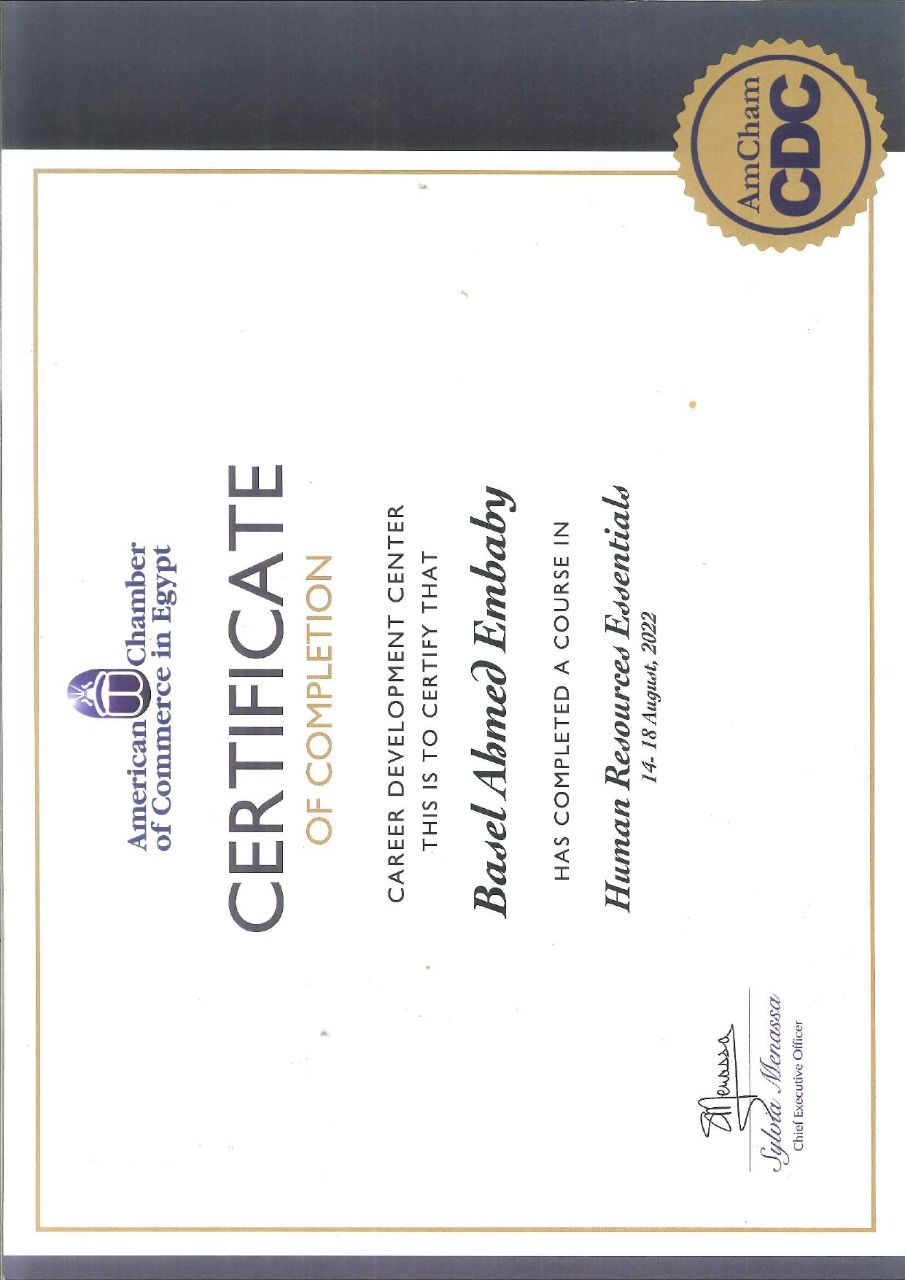 American Chamber
of Commerce in Egypt
CERTIFICATE
OF COMPLETION
CAREER DEVELOPMENT CENTER
THIS IS TO CERTIFY THAT
Basel Ahmed Embaby
HAS COMPLETED A COURSE IN
Human Resources Essentials
14- 18 August, 2022
SMenassa
Sylvia Menassa
Chief Executive Officer
AmCham
CDC